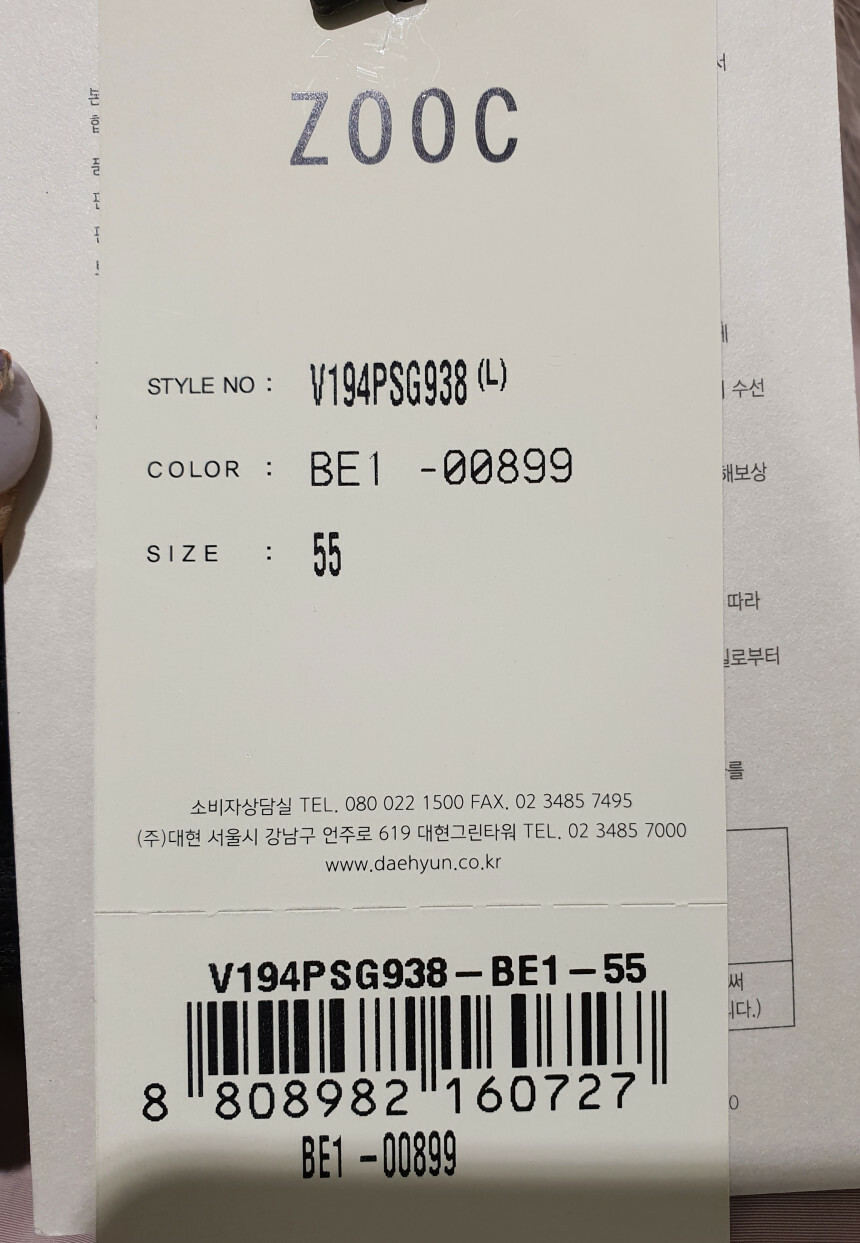 ZOOC
STYLE NO : V194PSG938 (L)
COLOR : BE1 -00899
SIZE : 55
소비자상담실 TEL. 080 022 1500 FAX. 02 3485 7495
(주)대현 서울시 강남구 언주로 619 대현그린타워 TEL. 02 3485 7000
www.daehyun.co.kr
V194PSG938-BE1-55
8 808982 160727
BE1 -00899
수선
해보상
따라
일로부터